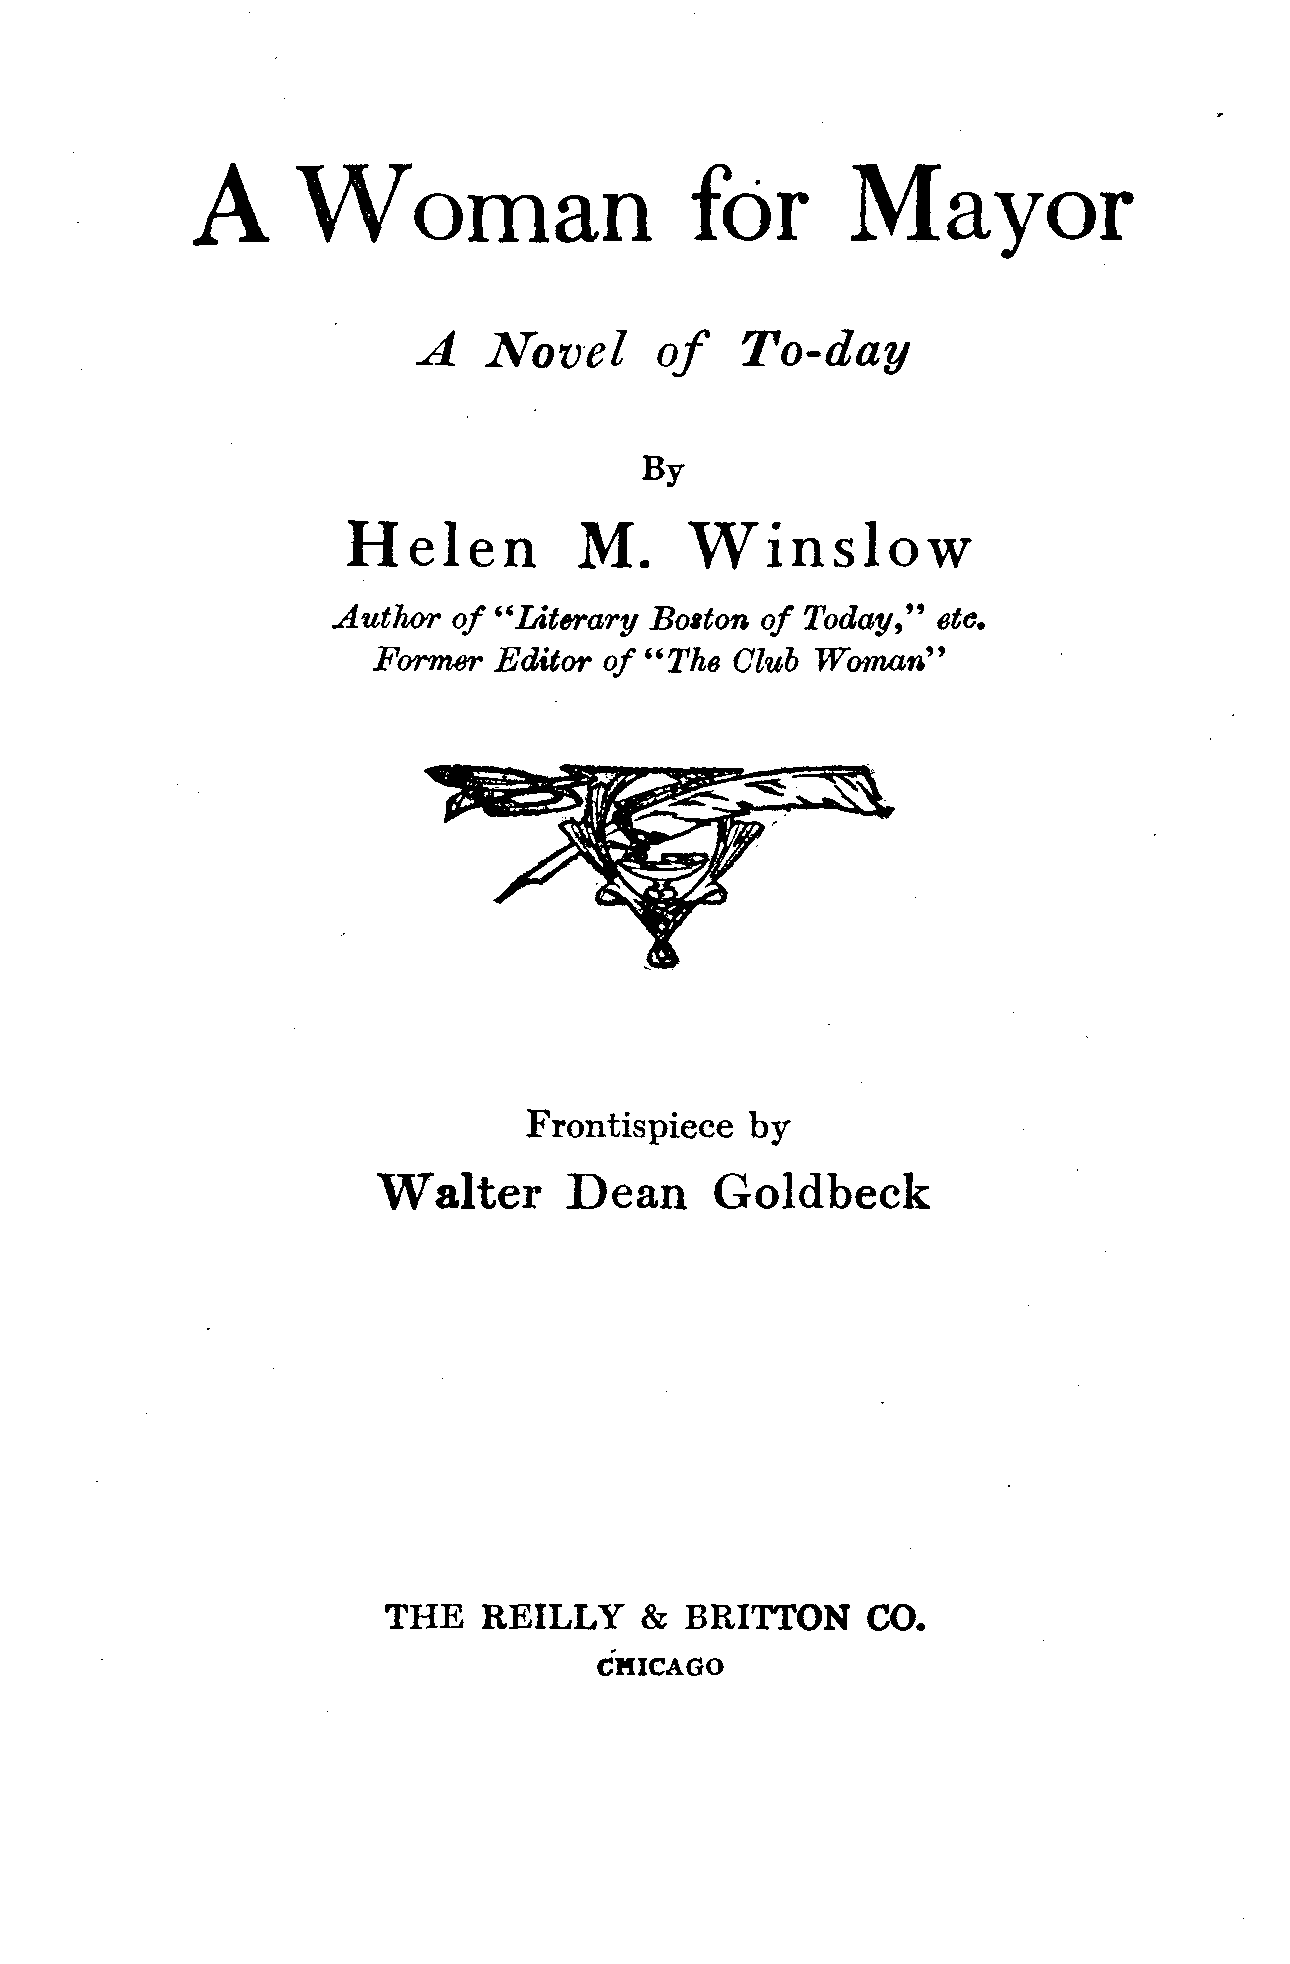 A Woman for Mayor
A Novel of To-day
By
Helen M. Winslow
Author of "Literary Boston of Today," etc.
Former Editor of "The Club Woman"
Frontispiece by
Walter Dean Goldbeck
THE REILLY & BRITTON CO.
CHICAGO